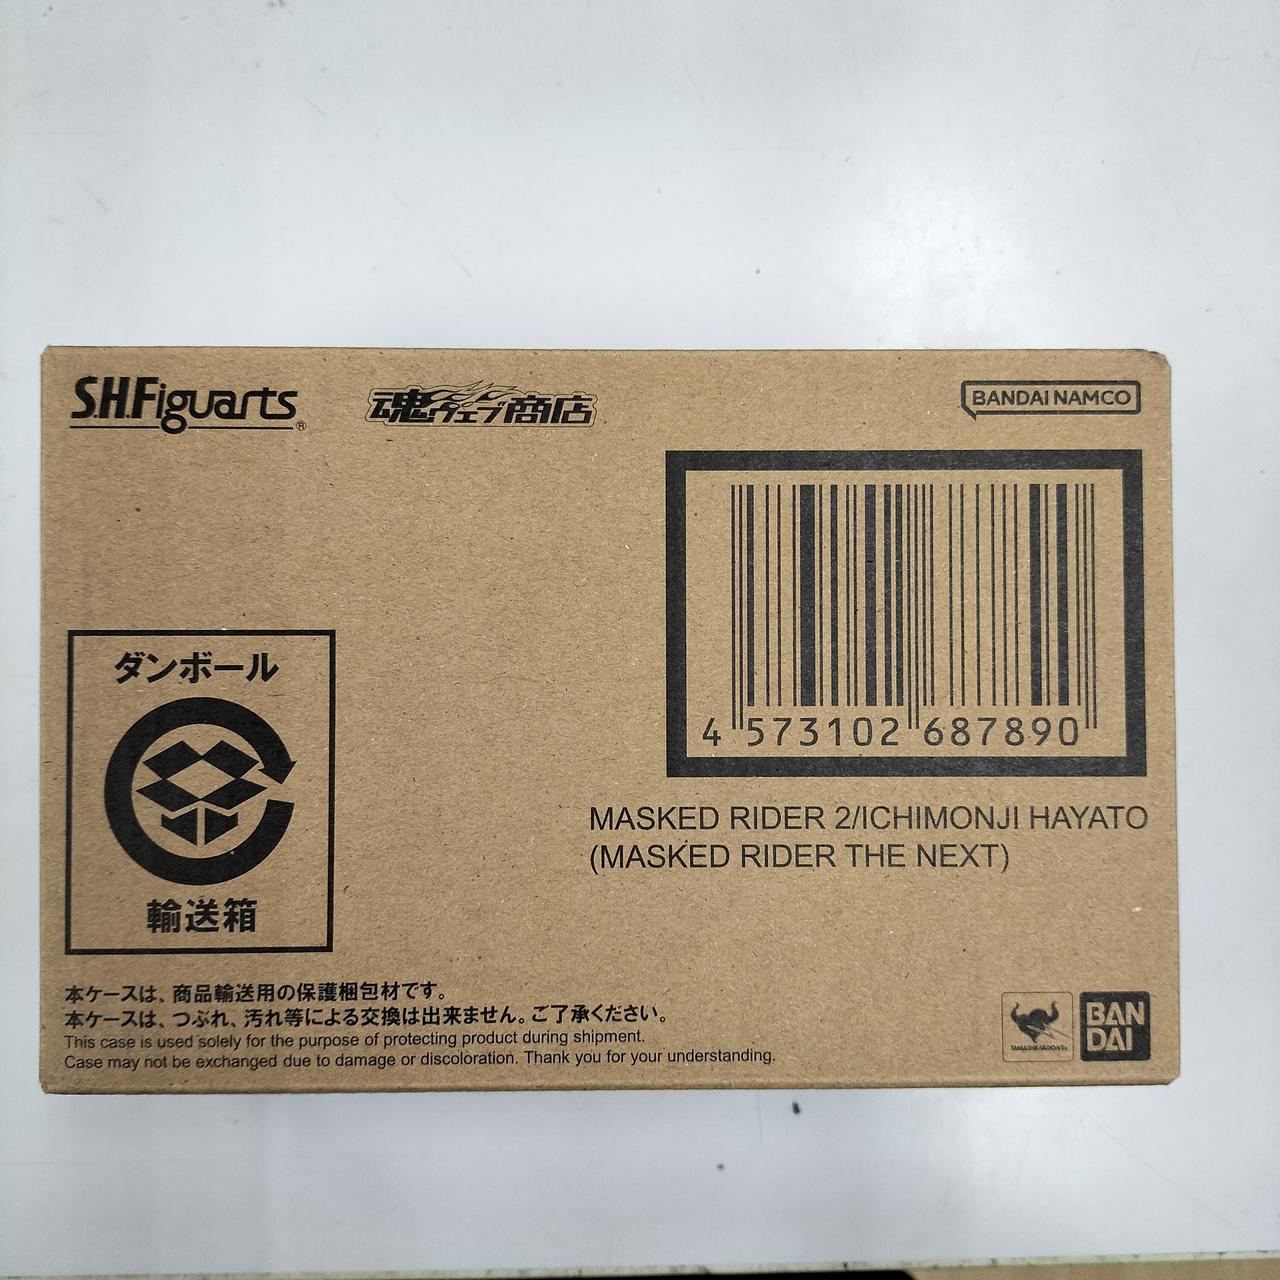 S.H.Figuarts®
魂ウェブ商店
BANDAI NAMCO
4 573102 687890
MASKED RIDER 2/ICHIMONJI HAYATO
(MASKED RIDER THE NEXT)
ダンボール
輸送箱
本ケースは、商品輸送用の保護梱包材です。
本ケースは、つぶれ、汚れ等による交換は出来ません。ご了承ください。
This case is used solely for the purpose of protecting product during shipment.
Case may not be exchanged due to damage or discoloration. Thank you for your understanding.
TAMASHII NATIONS
BAN
DAI